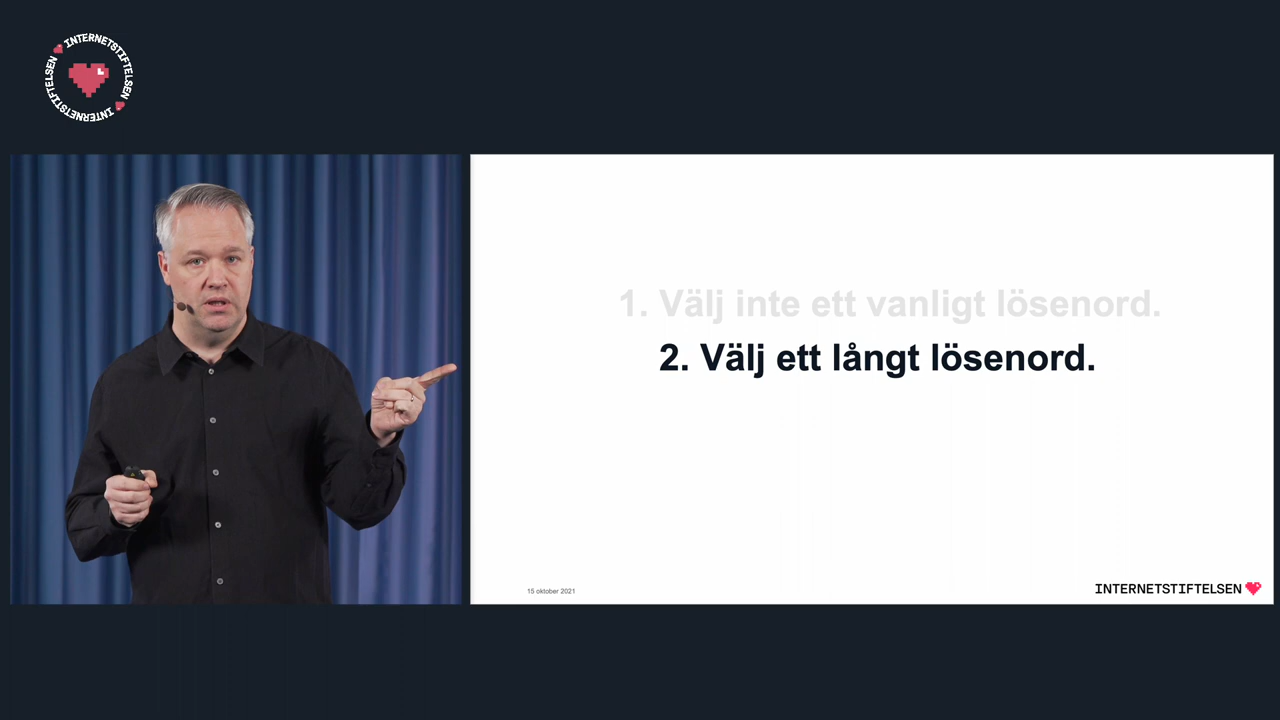 INTERNETSTIFTELSEN
INTERNETSTIFTELSEN
1. Välj inte ett vanligt lösenord.
2. Välj ett långt lösenord.
15 oktober 2021
INTERNETSTIFTELSEN